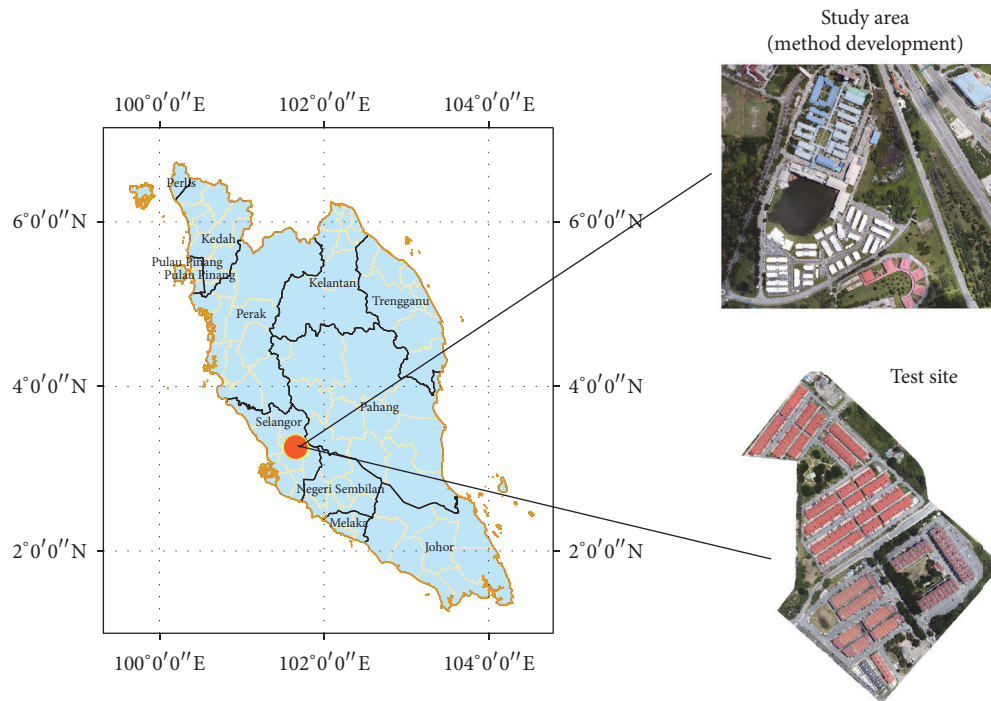 Study area
(method development)
100°0′0″E 102°0′0″E 104°0′0″E
Perlis
6°0′0″N 6°0′0″N
Kedah
Pulau Pinang
Pulau Pinang
Kelantan
Trengganu
Perak
4°0′0″N 4°0′0″N
Test site
Pahang
Selangor
Negeri Sembilan
Melaka
Johor
2°0′0″N 2°0′0″N
100°0′0″E 102°0′0″E 104°0′0″E